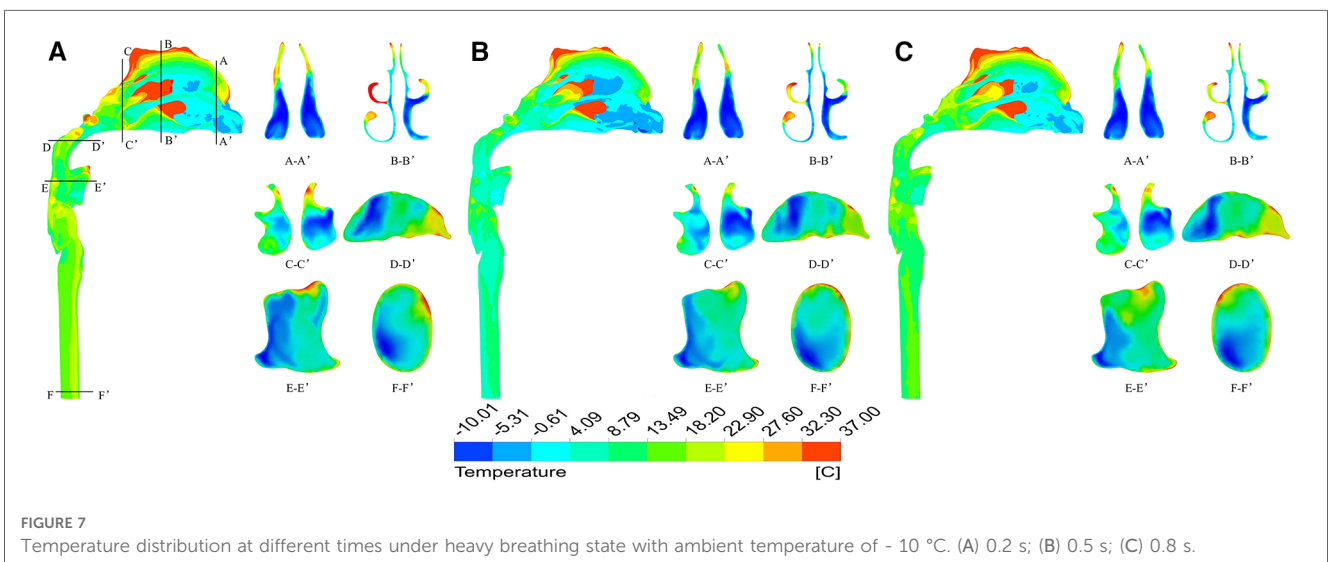 A
B
C
C
B
A
D
D'
C'
B'
A'
E
E'
F
F'
A-A'
B-B'
C-C'
D-D'
E-E'
F-F'
A-A'
B-B'
C-C'
D-D'
E-E'
F-F'
A-A'
B-B'
C-C'
D-D'
E-E'
F-F'
-10.01 -5.31 -0.61 4.09 8.79 13.49 18.20 22.90 27.60 32.30 37.00
Temperature [C]
FIGURE 7
Temperature distribution at different times under heavy breathing state with ambient temperature of - 10 °C. (A) 0.2 s; (B) 0.5 s; (C) 0.8 s.